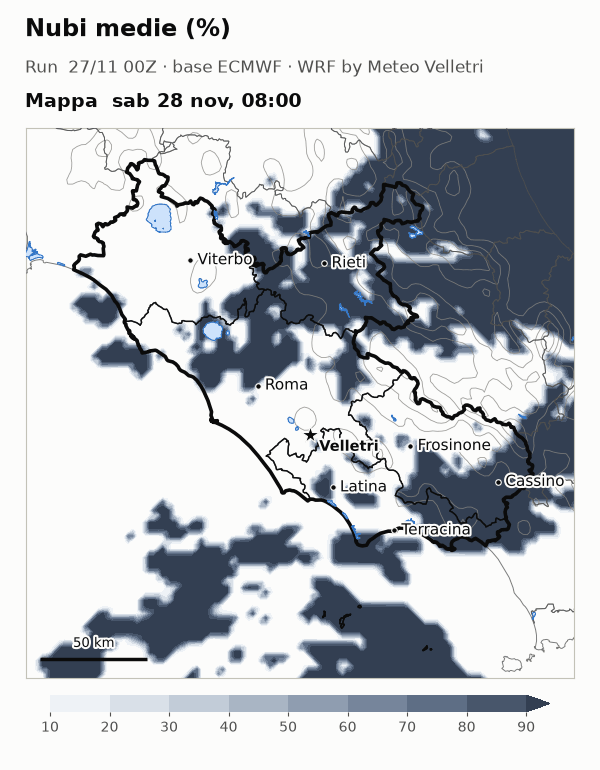 Nubi medie (%)
Run 27/11 00Z · base ECMWF · WRF by Meteo Velletri
Mappa sab 28 nov, 08:00
Viterbo
Rieti
Roma
Velletri
Frosinone
Cassino
Latina
Terracina
50 km
10 20 30 40 50 60 70 80 90